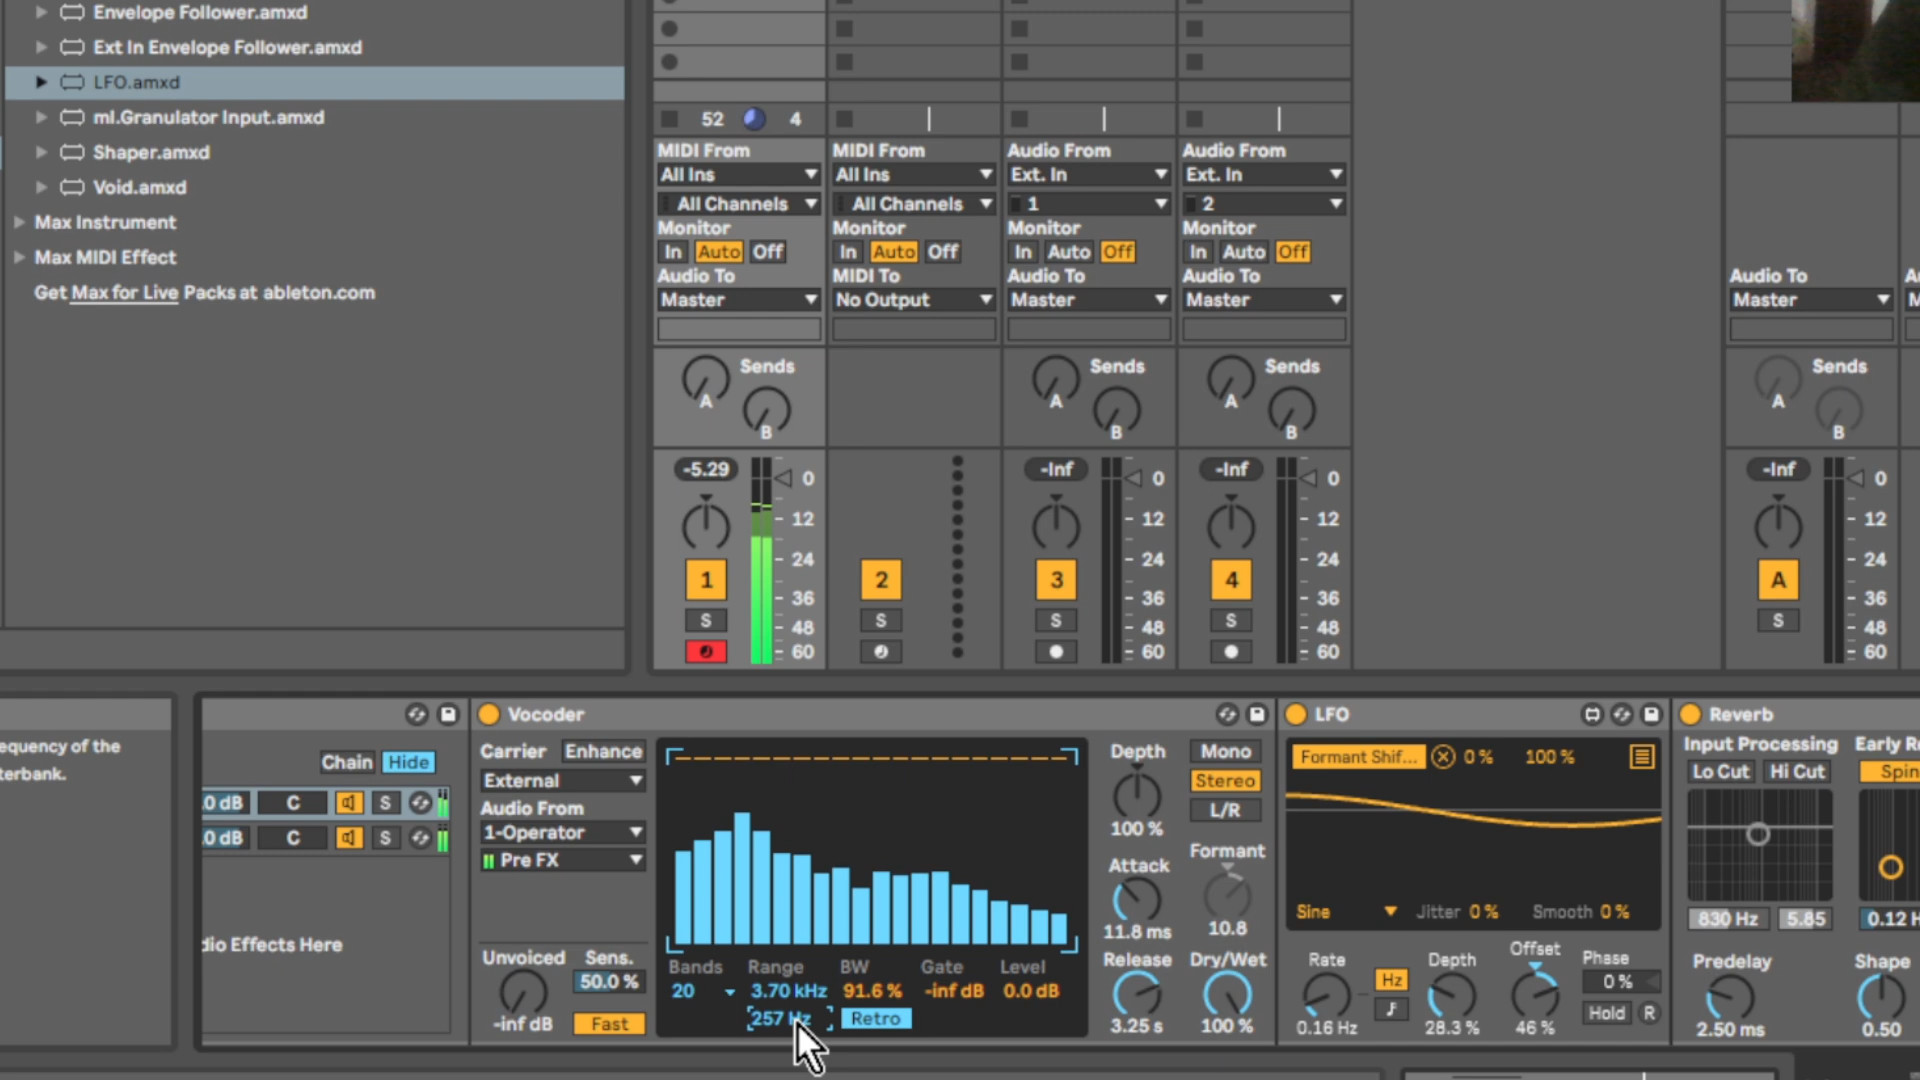 Envelope Follower.amxd
Ext In Envelope Follower.amxd
LFO.amxd
ml.Granulator Input.amxd
Shaper.amxd
Void.amxd
Max Instrument
Max MIDI Effect
Get Max for Live Packs at ableton.com
52 4
MIDI From MIDI From Audio From Audio From
All Ins All Ins Ext. In Ext. In
All Channels All Channels 1 2
Monitor Monitor Monitor Monitor
In Auto Off In Auto Off In Auto Off In Auto Off
Audio To MIDI To Audio To Audio To Audio To
Master No Output Master Master Master
Sends Sends Sends Sends
A A A A
B B B B
-5.29 0 -Inf 0 -Inf 0 -Inf 0
12 12 12 12
24 24 24 24
1 2 3 4 A
36 36 36 36
S S S S S
48 48 48 48
60 60 60 60
equency of the
terbank.
Chain Hide
.0 dB C S
.0 dB C S
dio Effects Here
Vocoder
Carrier Enhance
External
Audio From
1-Operator
Pre FX
Unvoiced Sens.
50.0 %
-inf dB Fast
Bands Range BW Gate Level
20 3.70 kHz 91.6 % -inf dB 0.0 dB
257 Hz Retro
Depth Mono
Stereo
100 % L/R
Attack Formant
11.8 ms 10.8
Release Dry/Wet
3.25 s 100 %
LFO
Formant Shif... 0 % 100 %
Sine Jitter 0 % Smooth 0 %
Rate Hz Depth Offset Phase
0 %
Hold R
0.16 Hz 28.3 % 46 %
Reverb
Input Processing Early R
Lo Cut Hi Cut Spin
830 Hz 5.85 0.12 H
Predelay Shape
2.50 ms 0.50